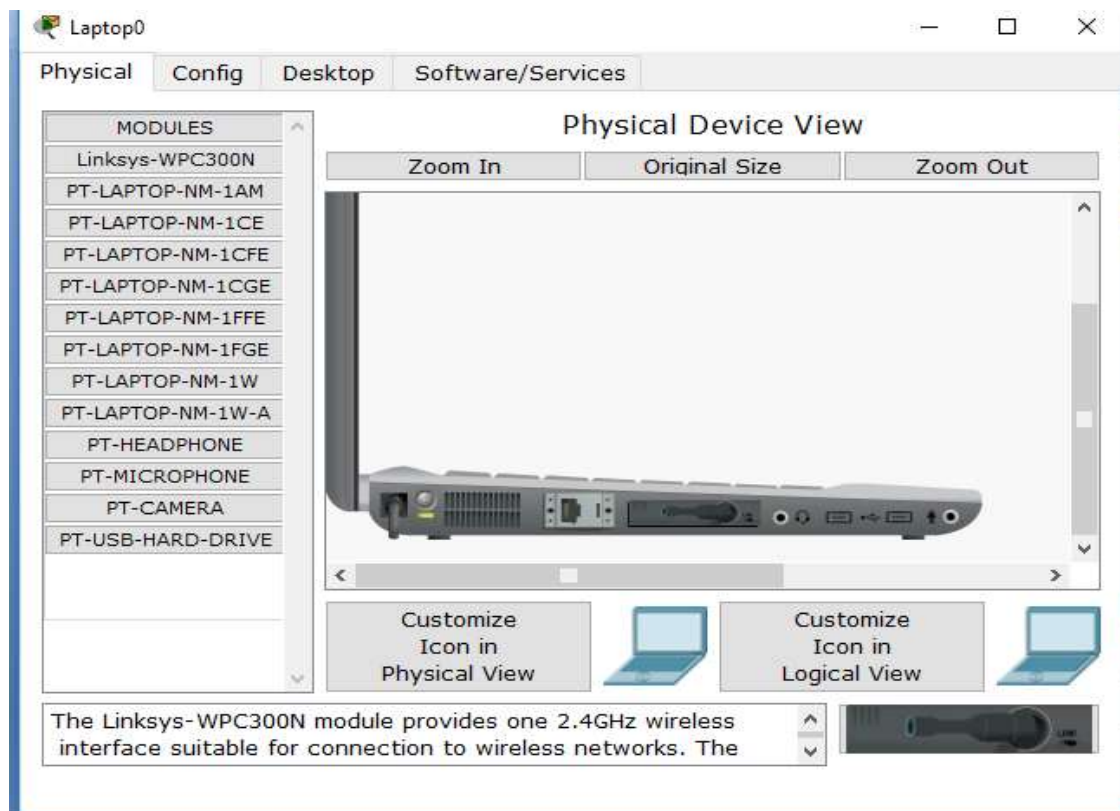 Laptop0
Physical Config Desktop Software/Services
MODULES
Linksys-WPC300N
PT-LAPTOP-NM-1AM
PT-LAPTOP-NM-1CE
PT-LAPTOP-NM-1CFE
PT-LAPTOP-NM-1CGE
PT-LAPTOP-NM-1FFE
PT-LAPTOP-NM-1FGE
PT-LAPTOP-NM-1W
PT-LAPTOP-NM-1W-A
PT-HEADPHONE
PT-MICROPHONE
PT-CAMERA
PT-USB-HARD-DRIVE
Physical Device View
Zoom In Original Size Zoom Out
Customize
Icon in
Physical View
Customize
Icon in
Logical View
The Linksys-WPC300N module provides one 2.4GHz wireless
interface suitable for connection to wireless networks. The